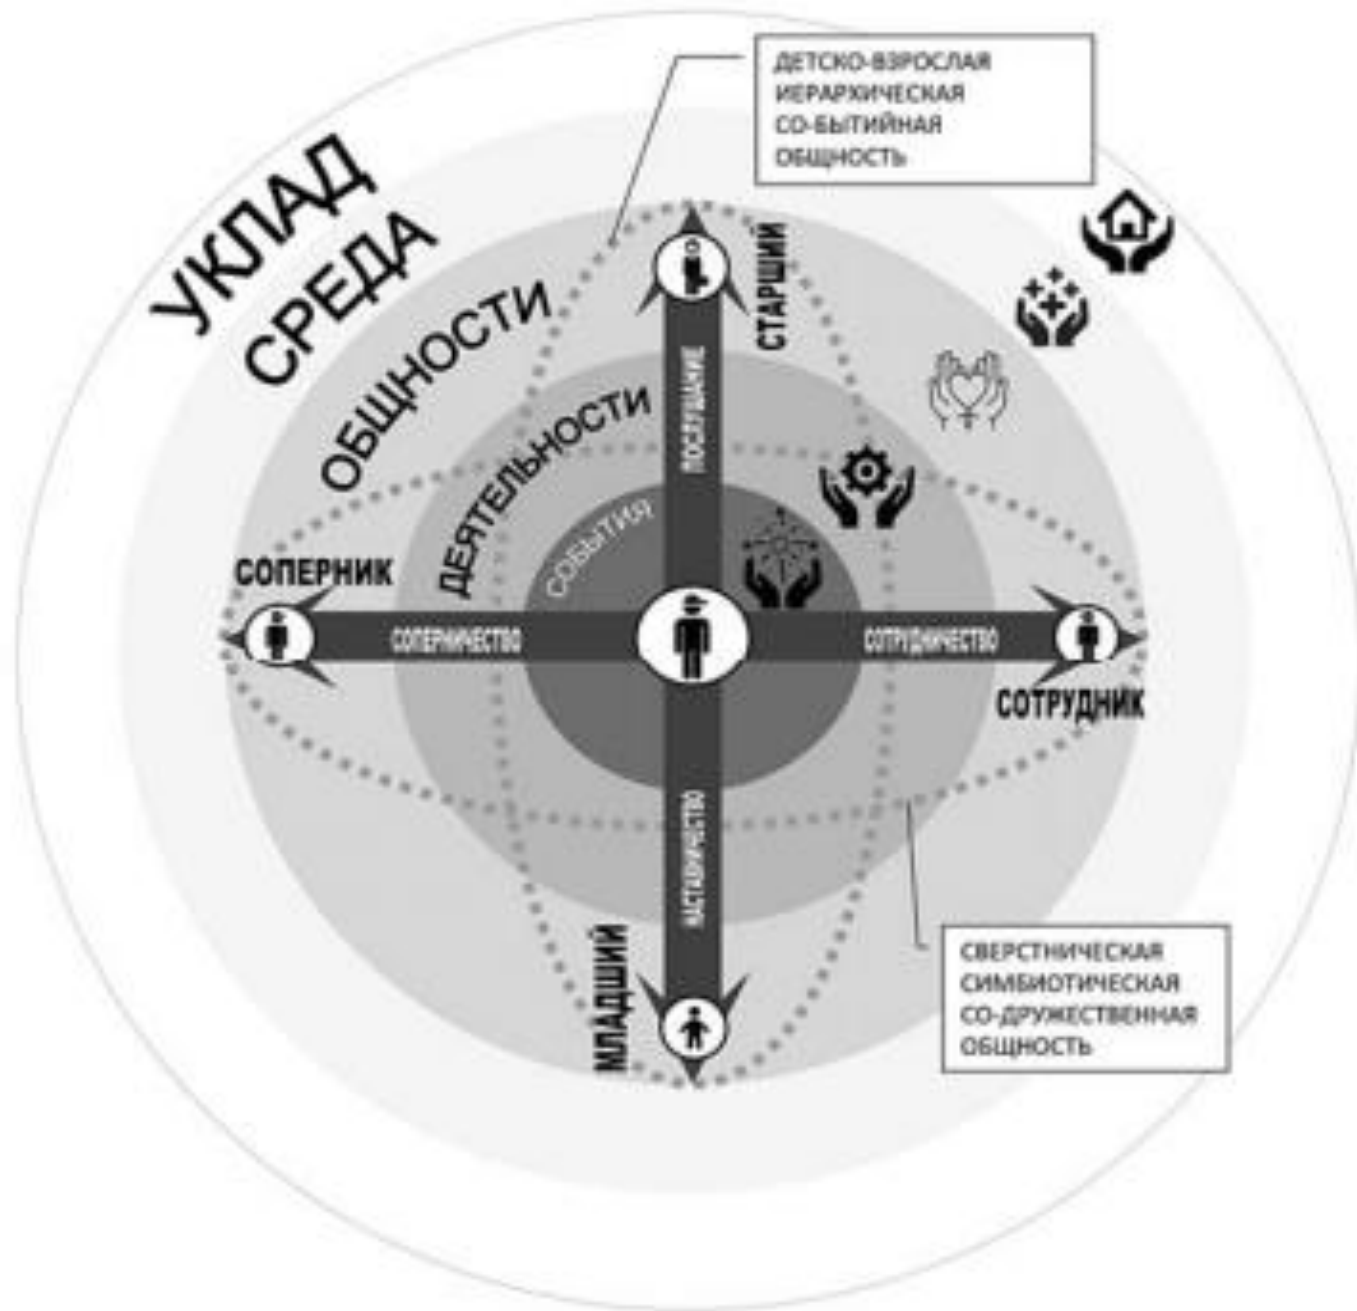 ДЕТСКО-ВЗРОСЛАЯ
ИЕРАРХИЧЕСКАЯ
СО-БЫТИЙНАЯ
ОБЩНОСТЬ
УКЛАД
СРЕДА
ОБЩНОСТИ
ДЕЯТЕЛЬНОСТИ
СОБЫТИЯ
СТАРШИЙ
ПОСЛУШАНИЕ
СОПЕРНИК
СОПЕРНИЧЕСТВО
СОТРУДНИЧЕСТВО
СОТРУДНИК
НАСТАВНИЧЕСТВО
МЛАДШИЙ
СВЕРСТНИЧЕСКАЯ
СИМБИОТИЧЕСКАЯ
СО-ДРУЖЕСТВЕННАЯ
ОБЩНОСТЬ